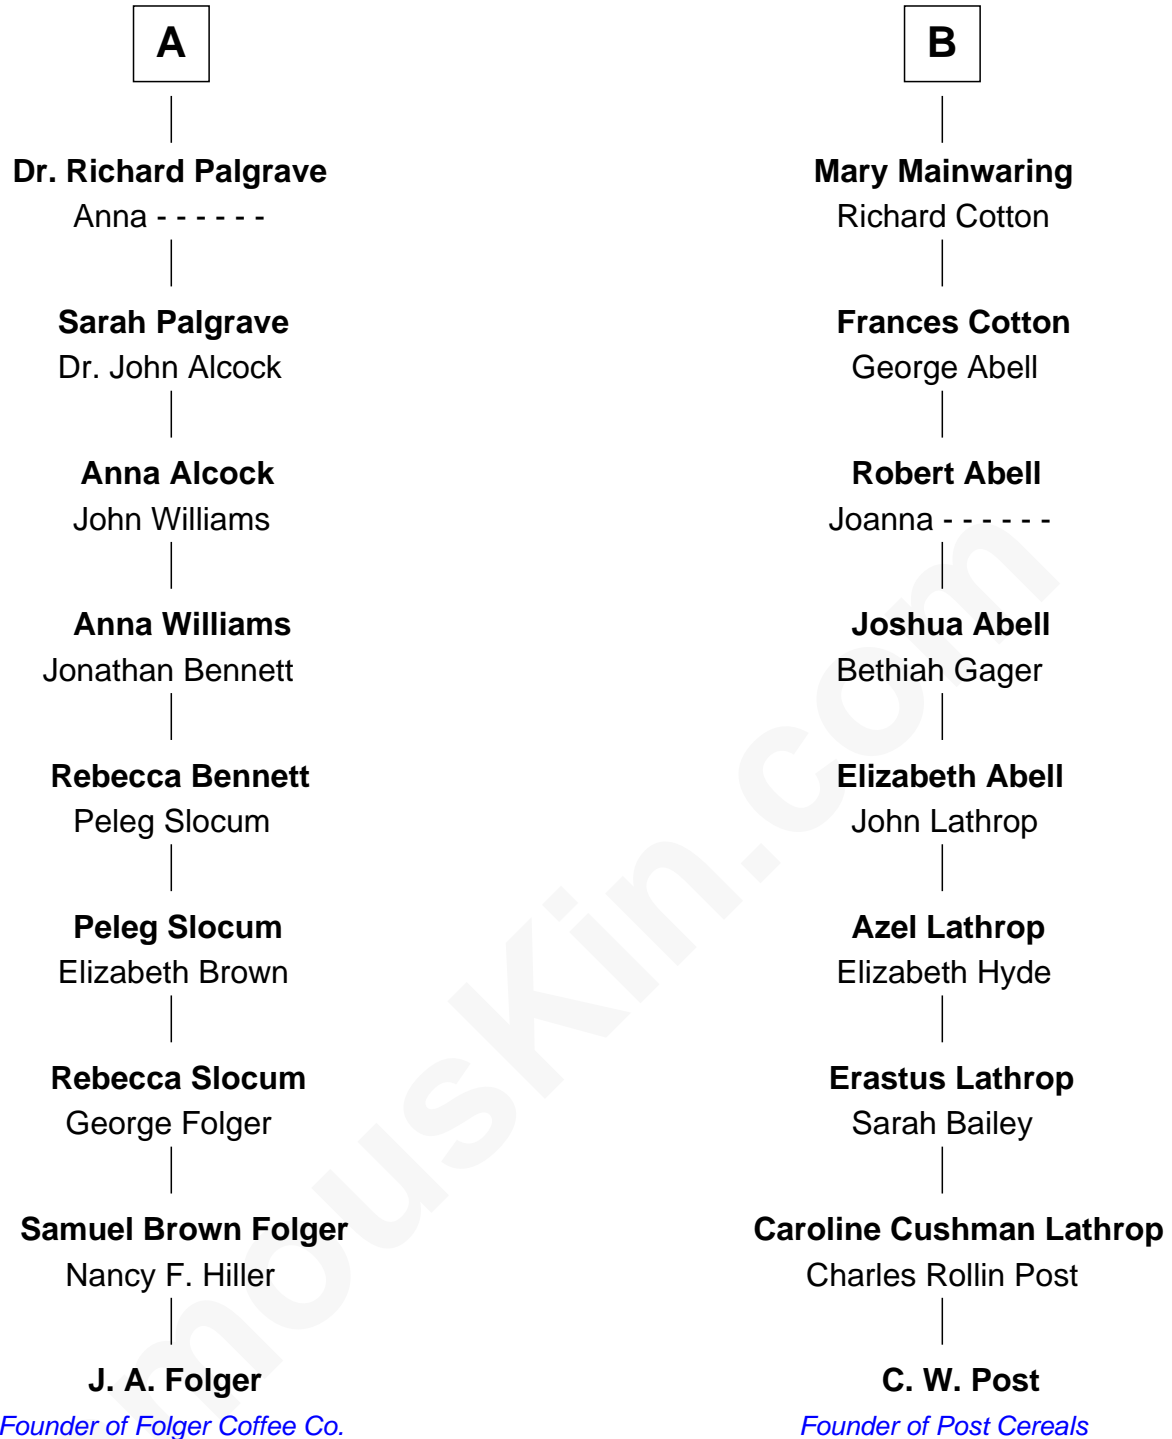 A
Dr. Richard Palgrave
Anna - - - - - -
Sarah Palgrave
Dr. John Alcock
Anna Alcock
John Williams
Anna Williams
Jonathan Bennett
Rebecca Bennett
Peleg Slocum
Peleg Slocum
Elizabeth Brown
Rebecca Slocum
George Folger
Samuel Brown Folger
Nancy F. Hiller
J. A. Folger
Founder of Folger Coffee Co.
B
Mary Mainwaring
Richard Cotton
Frances Cotton
George Abell
Robert Abell
Joanna - - - - - -
Joshua Abell
Bethiah Gager
Elizabeth Abell
John Lathrop
Azel Lathrop
Elizabeth Hyde
Erastus Lathrop
Sarah Bailey
Caroline Cushman Lathrop
Charles Rollin Post
C. W. Post
Founder of Post Cereals
mousKin.com